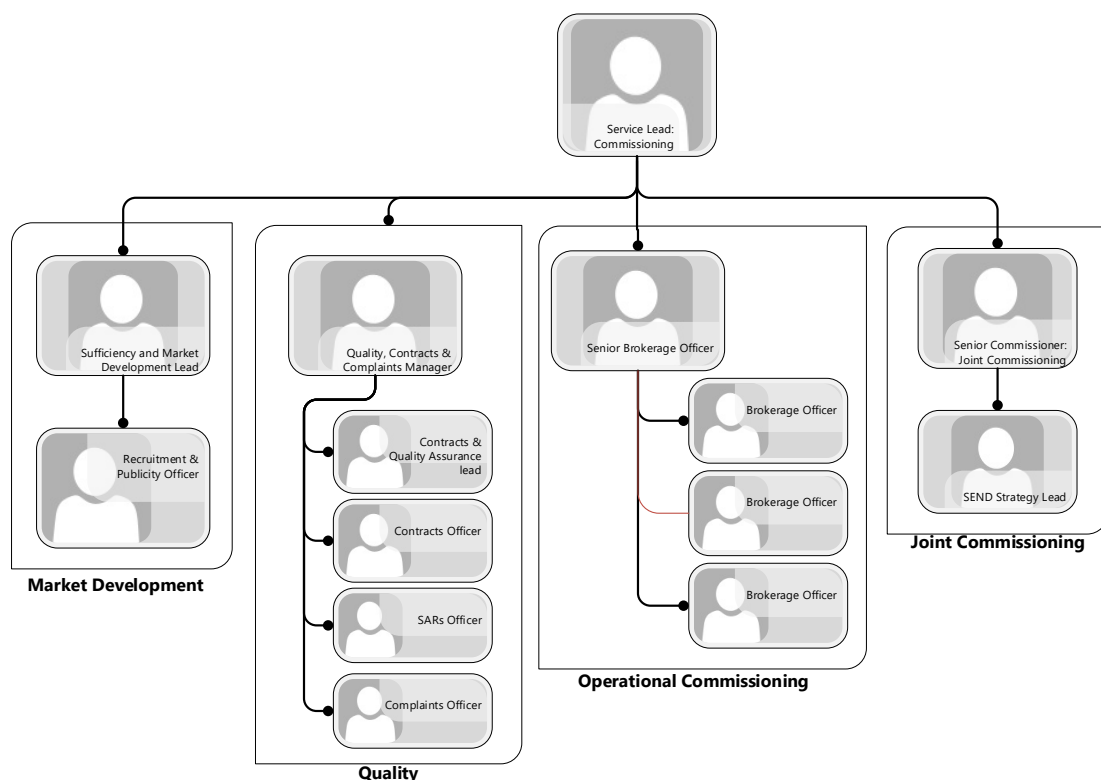 Service Lead:
Commissioning
Sufficiency and Market
Development Lead
Recruitment &
Publicity Officer
Market Development
Quality, Contracts &
Complaints Manager
Contracts &
Quality Assurance
lead
Contracts Officer
SARs Officer
Complaints Officer
Quality
Senior Brokerage Officer
Brokerage Officer
Brokerage Officer
Brokerage Officer
Operational Commissioning
Senior Commissioner:
Joint Commissioning
SEND Strategy Lead
Joint Commissioning